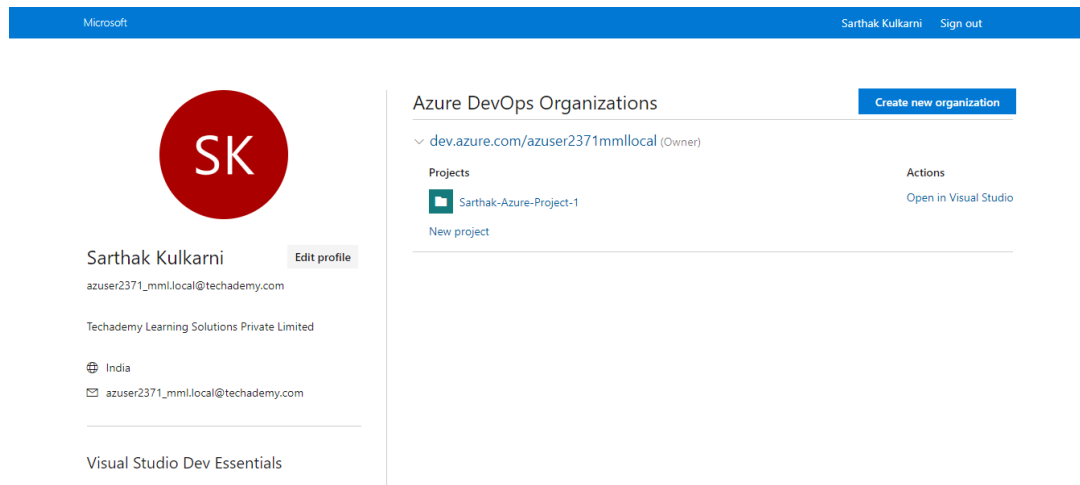 Microsoft
Sarthak Kulkarni Sign out
SK
Sarthak Kulkarni Edit profile
azuser2371_mml.local@techademy.com
Techademy Learning Solutions Private Limited
India
azuser2371_mml.local@techademy.com
Visual Studio Dev Essentials
Azure DevOps Organizations Create new organization
dev.azure.com/azuser2371mmllocal (Owner)
Projects Actions
Sarthak-Azure-Project-1 Open in Visual Studio
New project